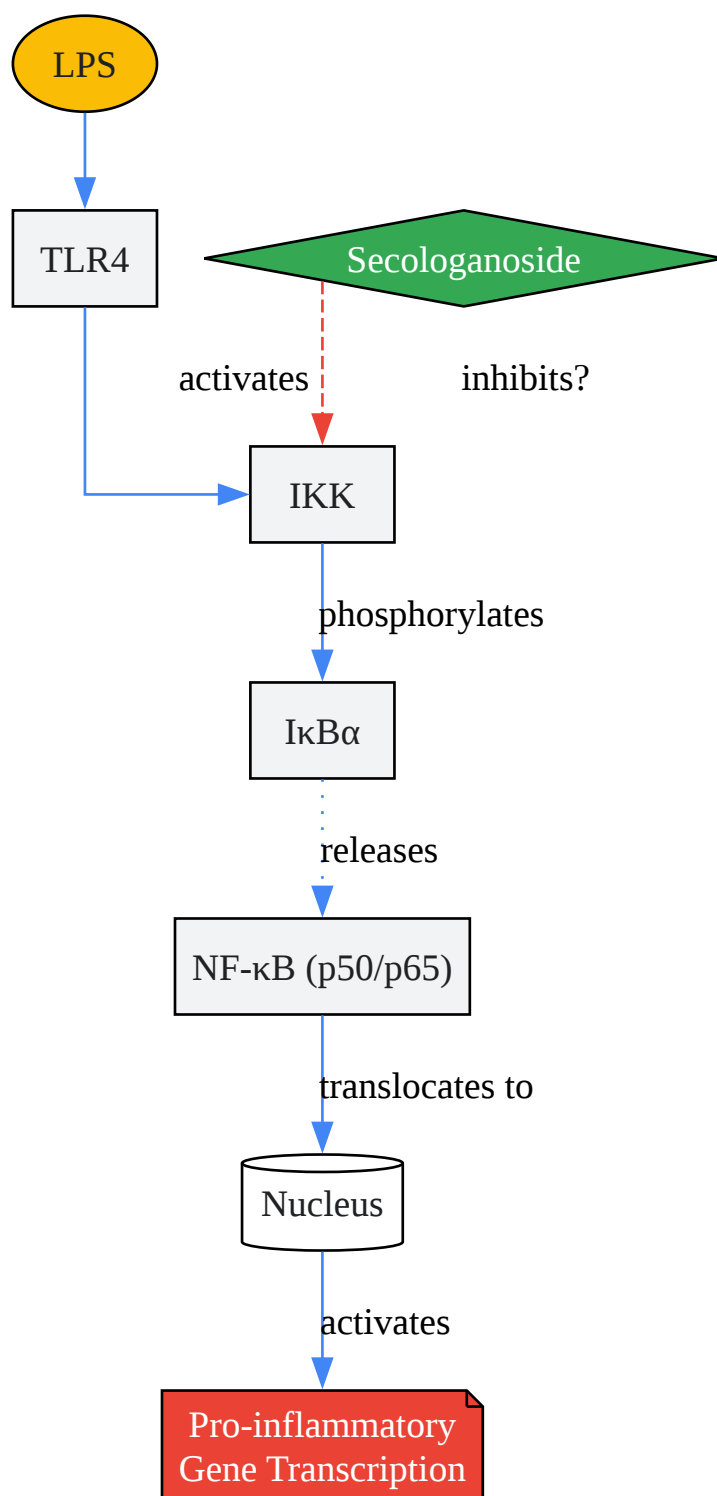 LPS
TLR4
Secologanoside
activates
inhibits?
IKK
phosphorylates
IκBα
releases
NF-κB (p50/p65)
translocates to
Nucleus
activates
Pro-inflammatory
Gene Transcription